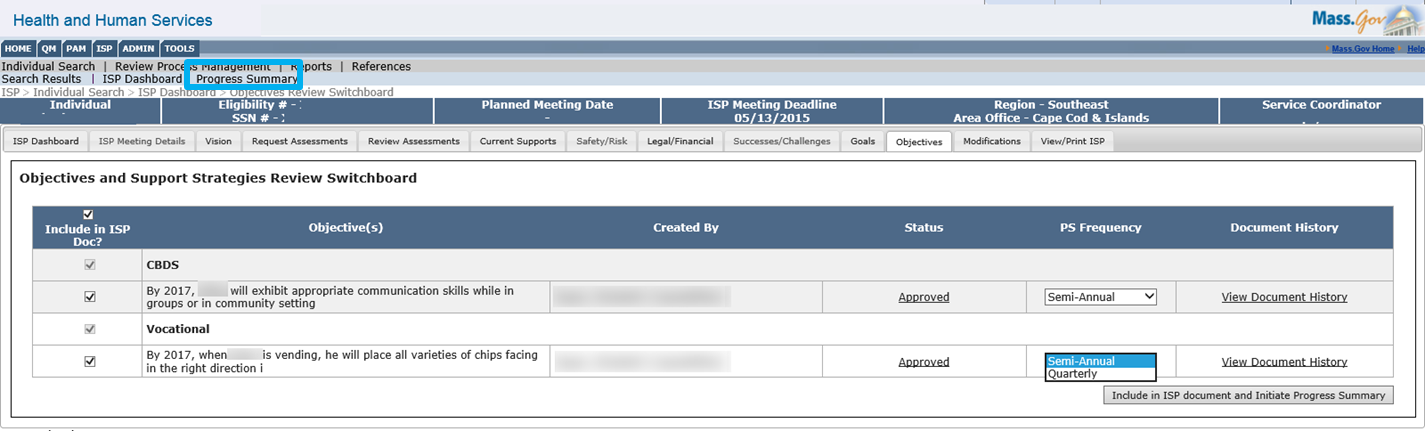 Health and Human Services
Mass.Gov
HOME QM PAM ISP ADMIN TOOLS
Mass.Gov Home Help
Individual Search | Review Process Management | Reports | References
Search Results | ISP Dashboard Progress Summary
ISP > Individual Search > ISP Dashboard > Objectives Review Switchboard
Individual Eligibility # - Planned Meeting Date ISP Meeting Deadline Region - Southeast Service Coordinator
SSN # - - 05/13/2015 Area Office - Cape Cod & Islands
ISP Dashboard ISP Meeting Details Vision Request Assessments Review Assessments Current Supports Safety/Risk Legal/Financial Successes/Challenges Goals Objectives Modifications View/Print ISP
Objectives and Support Strategies Review Switchboard
Include in ISP Doc? Objective(s) Created By Status PS Frequency Document History
CBDS
By 2017, will exhibit appropriate communication skills while in
groups or in community setting
Approved Semi-Annual View Document History
Vocational
By 2017, when is vending, he will place all varieties of chips facing
in the right direction i
Approved Semi-Annual View Document History
Quarterly
Include in ISP document and Initiate Progress Summary